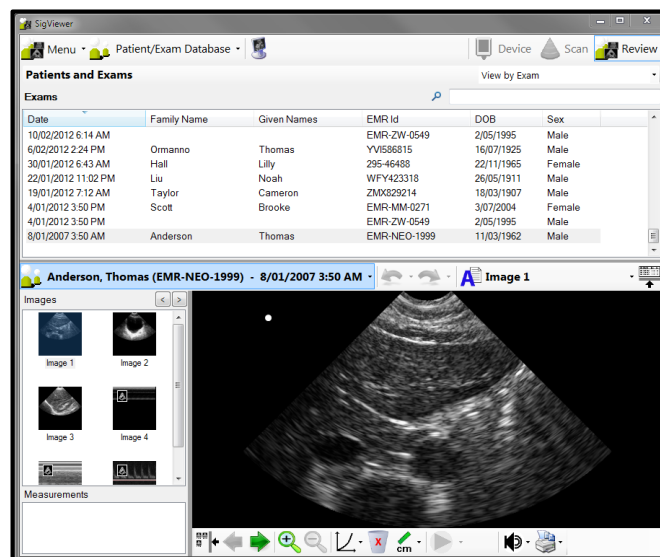 SigViewer
Menu Patient/Exam Database Device Scan Review
Patients and Exams View by Exam
Exams
Date Family Name Given Names EMR Id DOB Sex
10/02/2012 6:14 AM EMR-ZW-0549 2/05/1995 Male
6/02/2012 2:24 PM Ormanno Thomas YVI586815 16/07/1925 Male
30/01/2012 6:43 AM Hall Lilly 295-46488 22/11/1965 Female
22/01/2012 11:02 PM Liu Noah WFY423318 26/05/1911 Male
19/01/2012 7:12 AM Taylor Cameron ZMX829214 18/03/1907 Male
4/01/2012 3:50 PM Scott Brooke EMR-MM-0271 3/07/2004 Female
4/01/2012 3:50 PM EMR-ZW-0549 2/05/1995 Male
8/01/2007 3:50 AM Anderson Thomas EMR-NEO-1999 11/03/1962 Male
Anderson, Thomas (EMR-NEO-1999) - 8/01/2007 3:50 AM A Image 1
Images
Image 1 Image 2
Image 3 Image 4
Measurements
cm